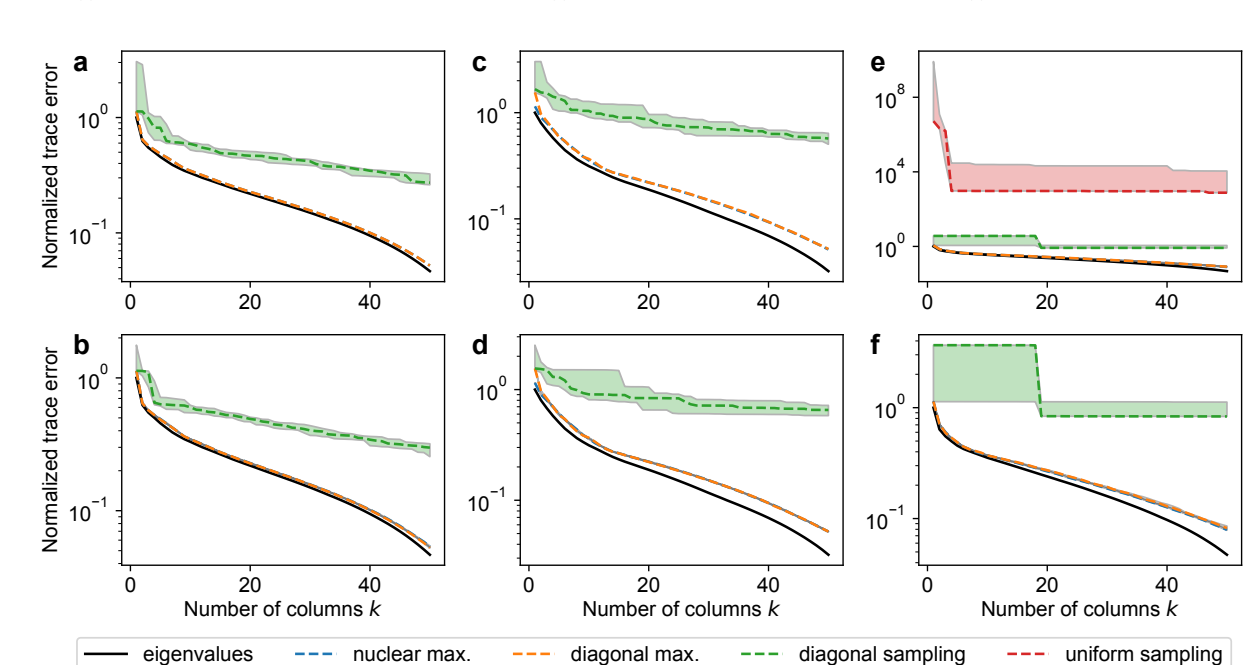 a
c
e
Normalized trace error
10^0
10^−1
0
20
40
10^0
10^−1
0
20
40
10^8
10^4
10^0
0
20
40
b
d
f
Normalized trace error
10^0
10^−1
0
20
40
Number of columns k
10^0
10^−1
0
20
40
Number of columns k
10^0
10^−1
0
20
40
Number of columns k
eigenvalues
nuclear max.
diagonal max.
diagonal sampling
uniform sampling